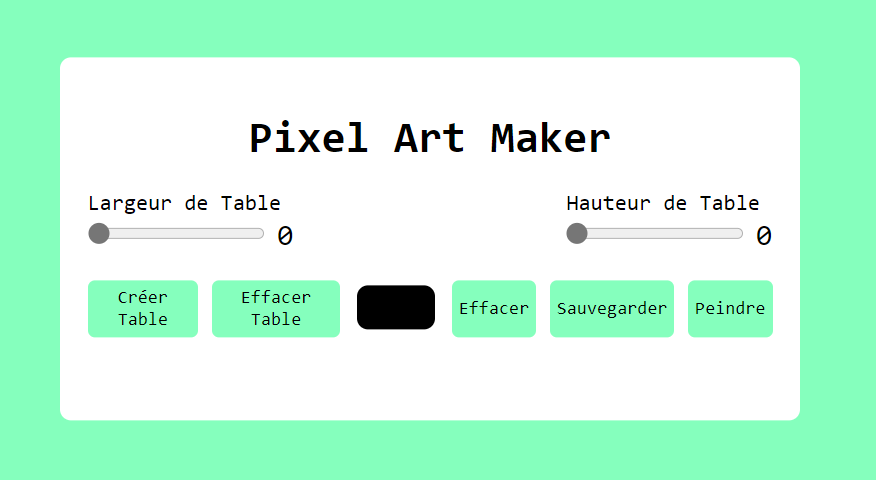 Pixel Art Maker
Largeur de Table
Hauteur de Table
0
0
Créer
Table
Effacer
Table
Effacer
Sauvegarder
Peindre